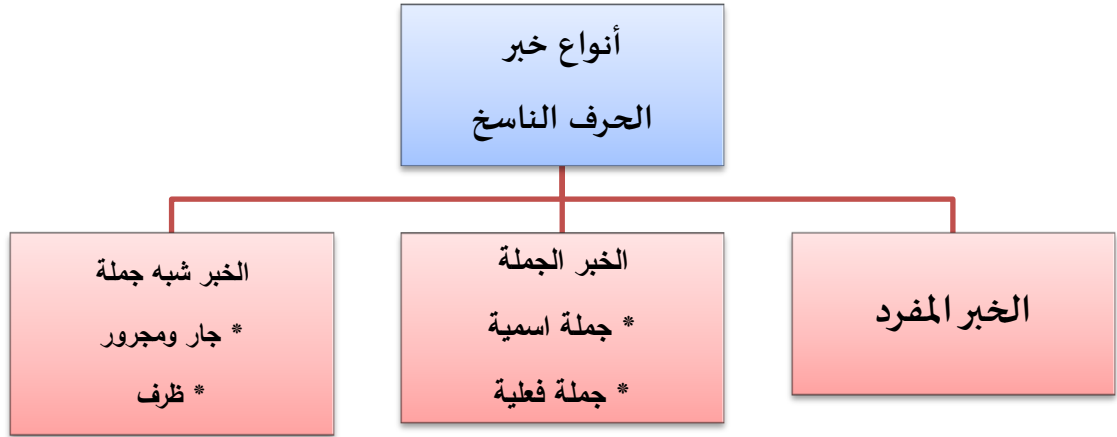 أنواع خبر
الحرف الناسخ
الخبر المفرد
الخبر الجملة
* جملة اسمية
* جملة فعلية
الخبر شبه جملة
* جار ومجرور
* ظرف